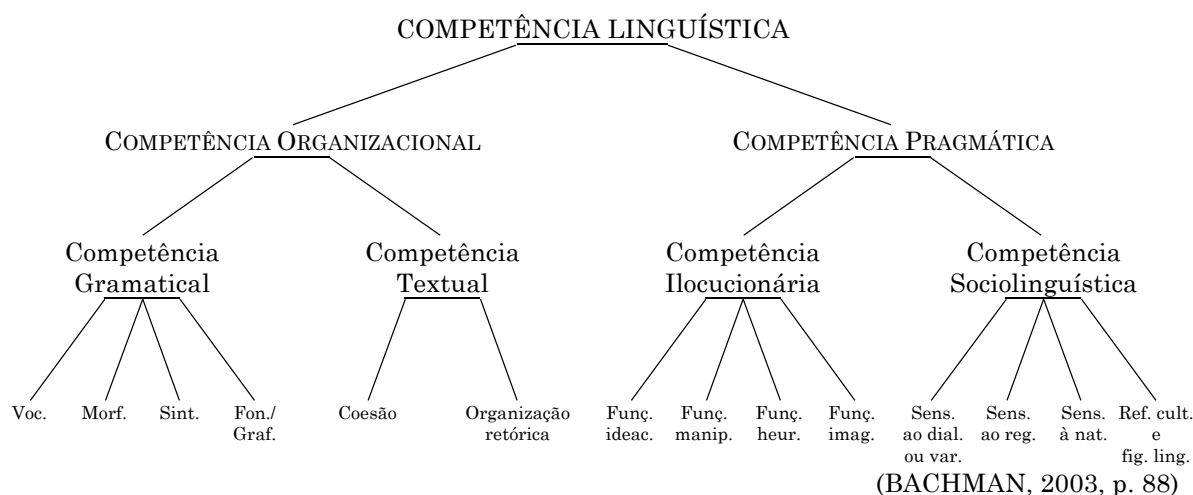 COMPETÊNCIA LINGUÍSTICA
COMPETÊNCIA ORGANIZACIONAL
COMPETÊNCIA PRAGMÁTICA
Competência
Gramatical
Competência
Textual
Competência
Ilocucionária
Competência
Sociolinguística
Voc.
Morf.
Sint.
Fon./
Graf.
Coesão
Organização
retórica
Funç.
ideac.
Funç.
manip.
Funç.
heur.
Funç.
imag.
Sens.
ao dial.
ou var.
Sens.
ao reg.
Sens.
à nat.
Ref. cult.
e
fig. ling.
(BACHMAN, 2003, p. 88)